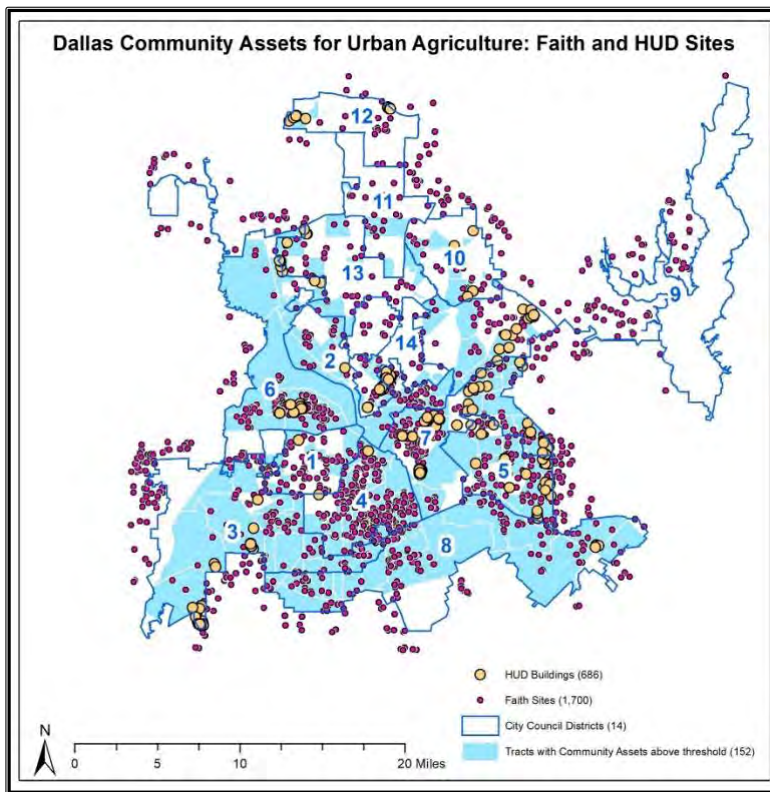 Dallas Community Assets for Urban Agriculture: Faith and HUD Sites
12
11
10
13
9
14
2
6
7
1
5
4
3
8
HUD Buildings (686)
Faith Sites (1,700)
City Council Districts (14)
Tracts with Community Assets above threshold (152)
N
0 5 10 20 Miles